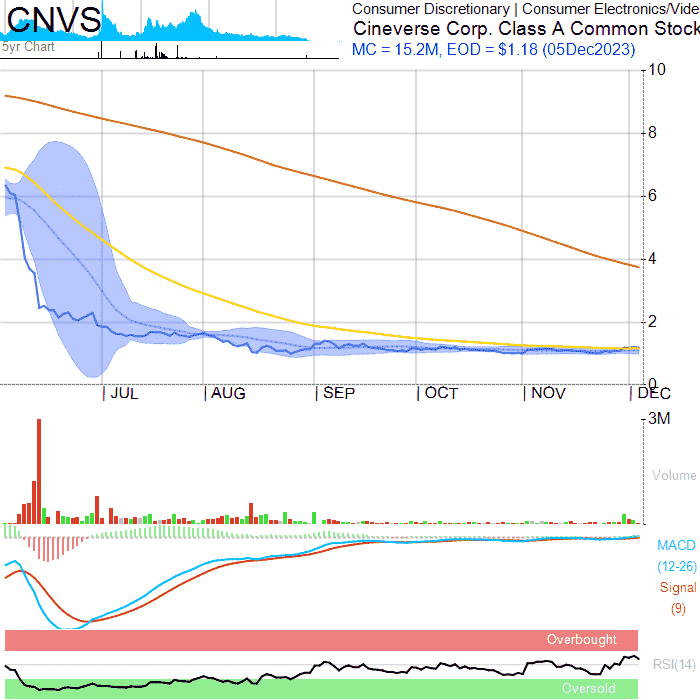 CNVS
5yr Chart
Consumer Discretionary | Consumer Electronics/Vide
Cineverse Corp. Class A Common Stock
MC = 15.2M, EOD = $1.18 (05Dec2023)
10
8
6
4
2
0
JUL AUG SEP OCT NOV DEC
3M
Volume
MACD
(12-26)
Signal
(9)
Overbought
RSI(14)
Oversold